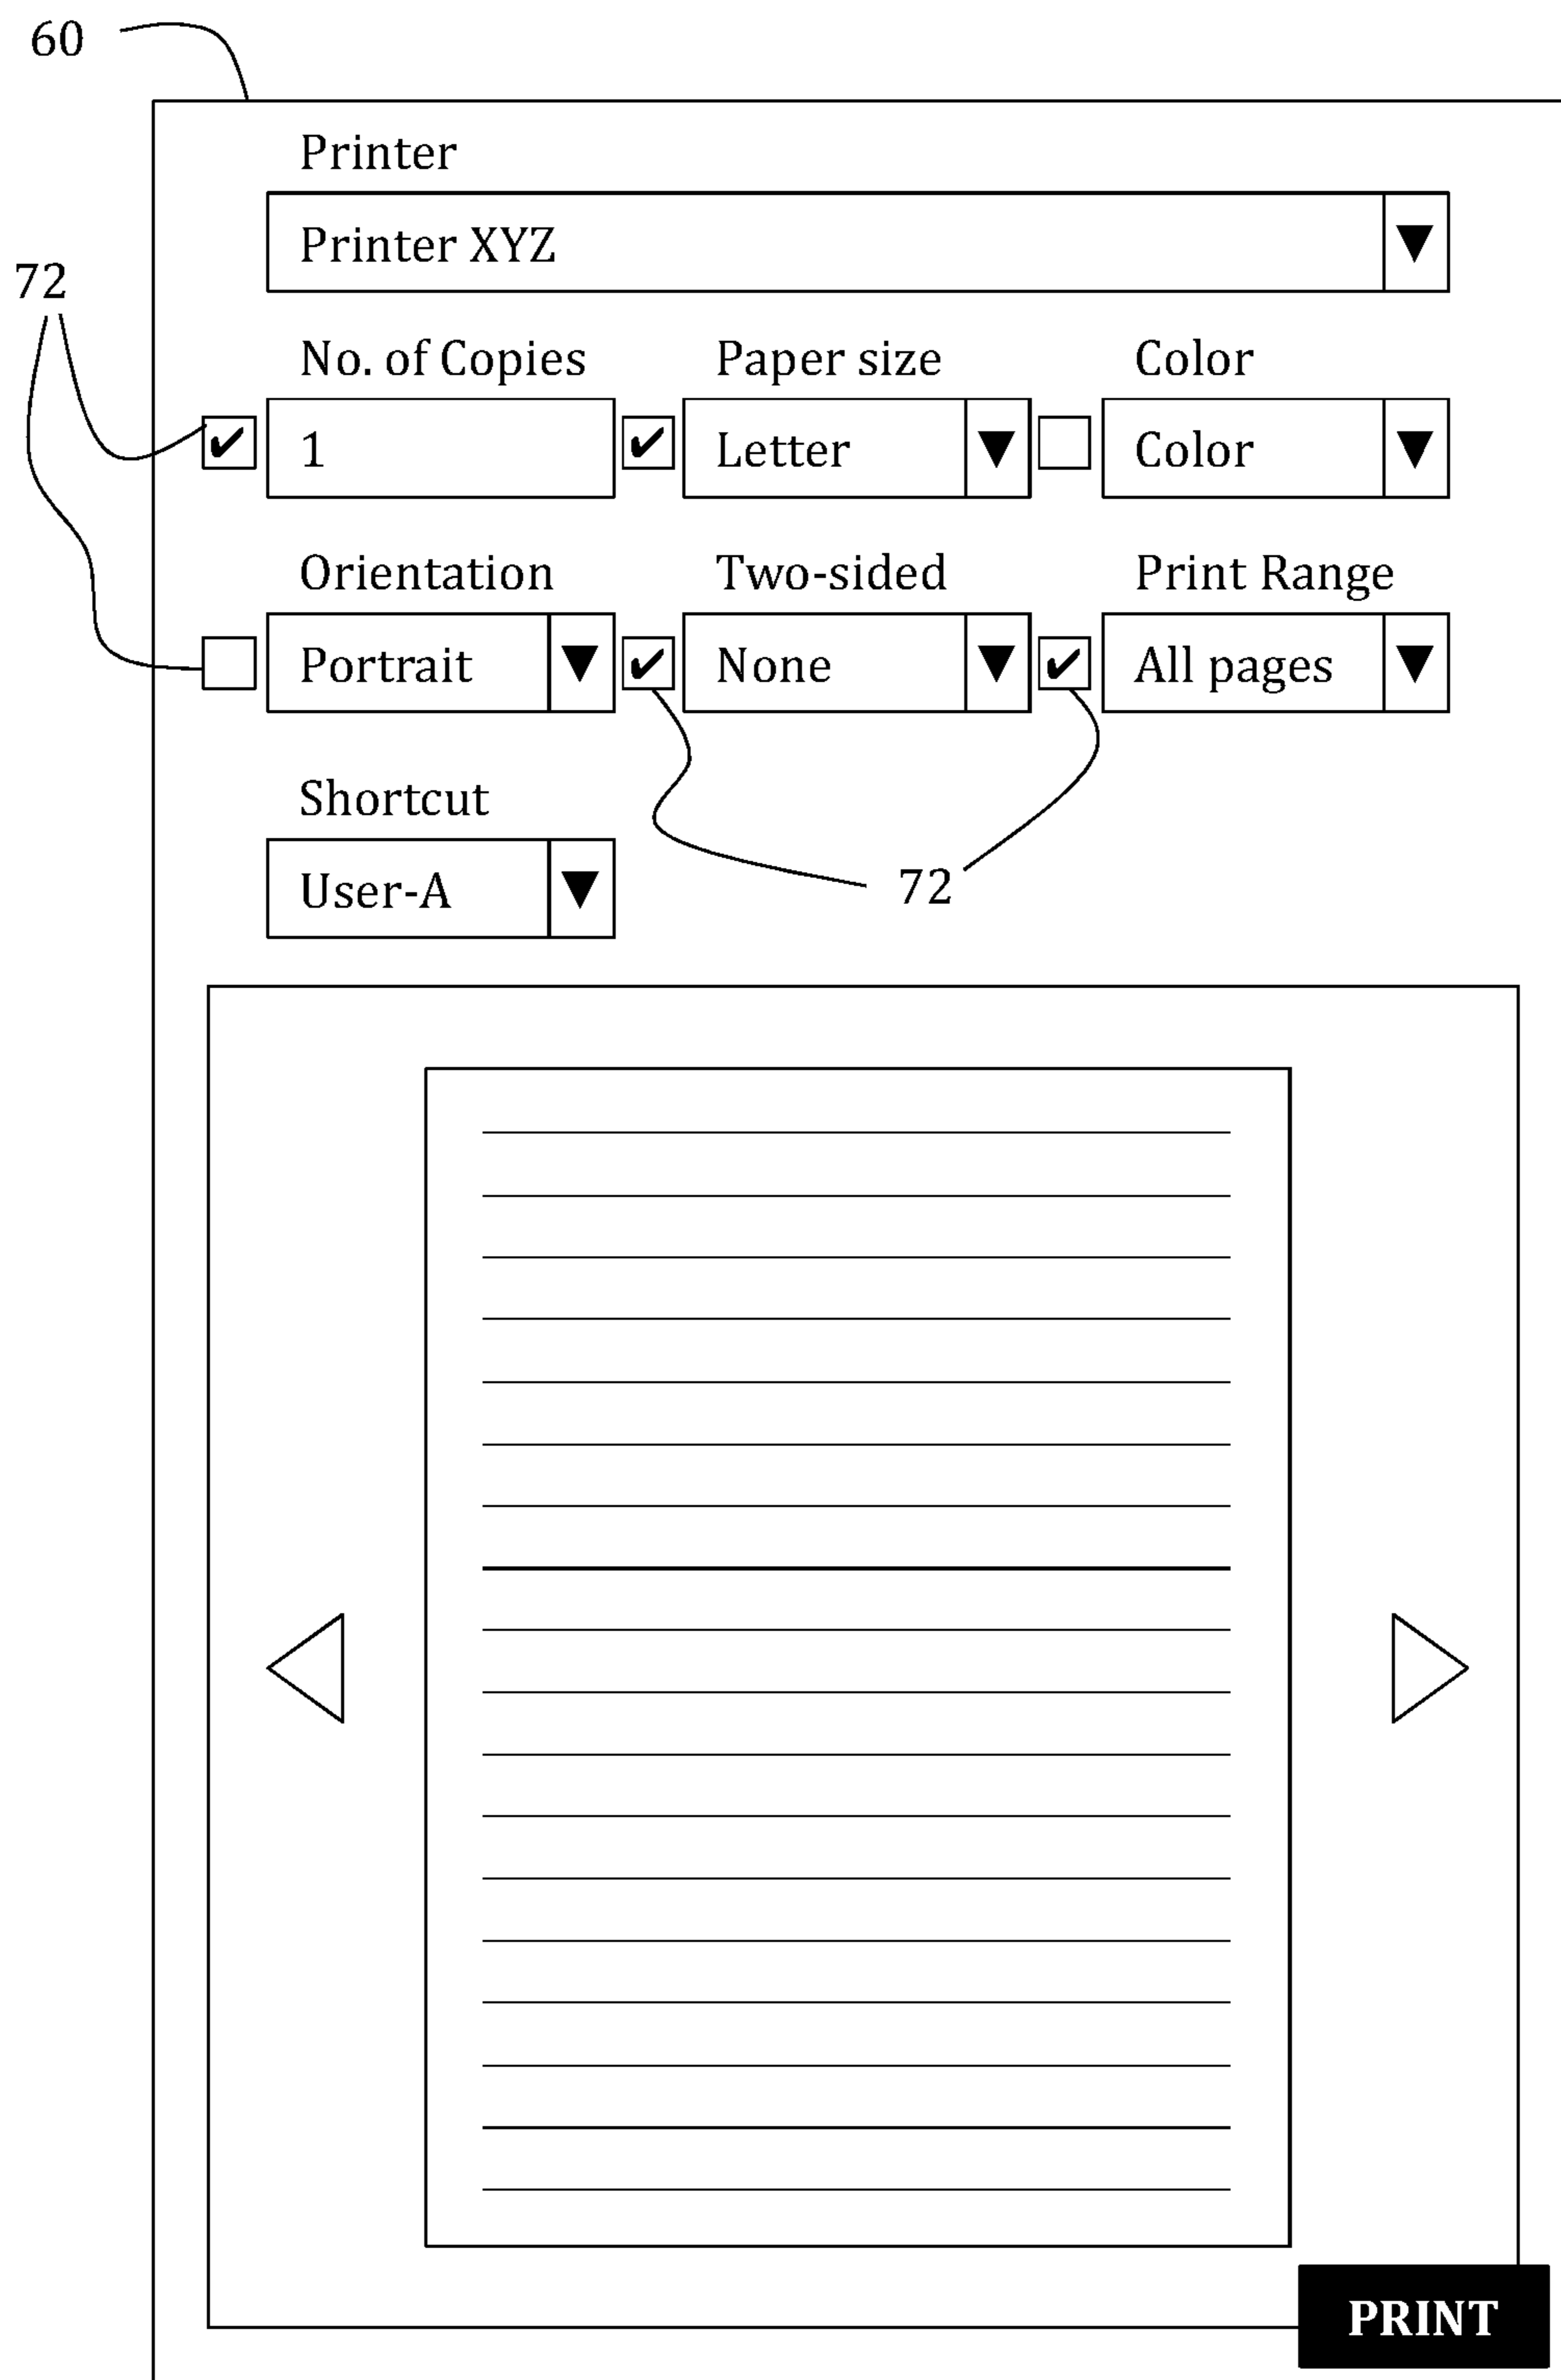 60
Printer
Printer XYZ
72
No. of Copies Paper size Color
1 Letter Color
Orientation Two-sided Print Range
Portrait None All pages
Shortcut
User-A
72
PRINT